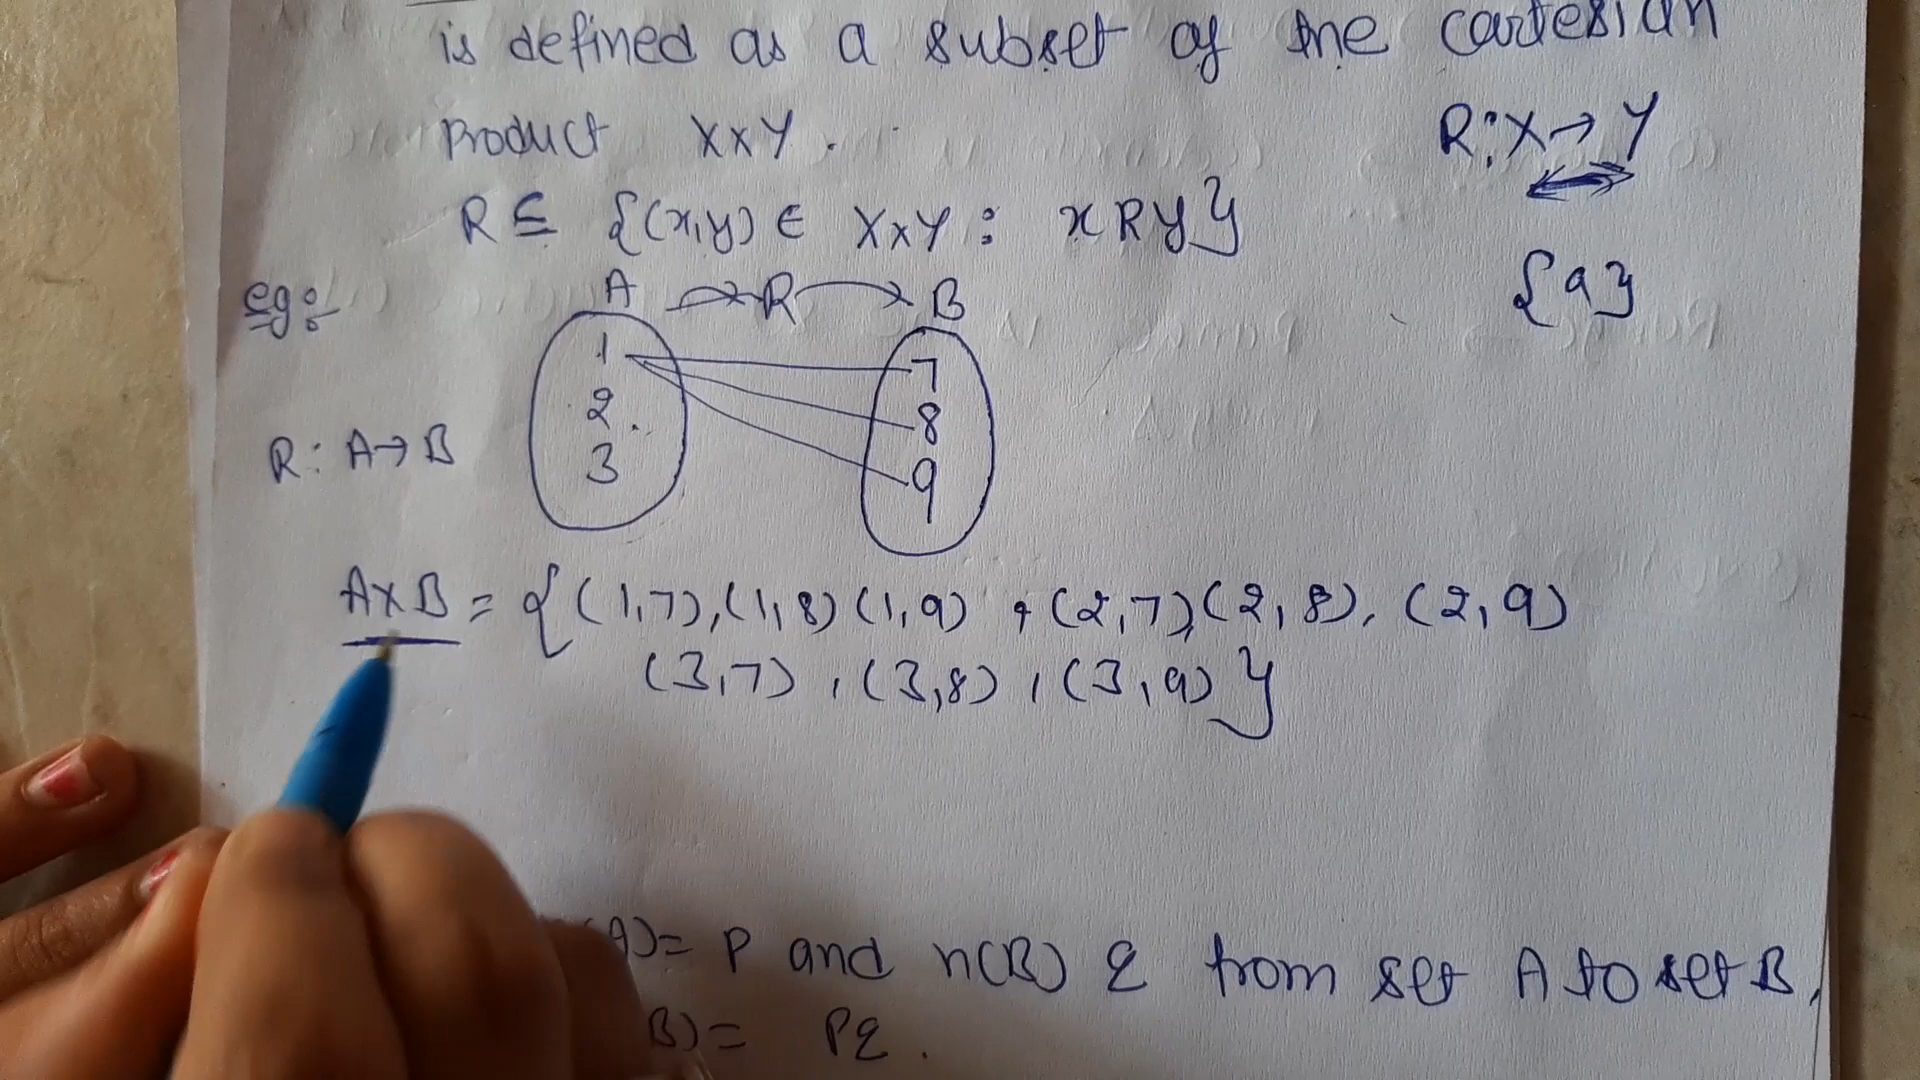 is defined as a subset of the cartesian
product X×Y.
R:X→Y
R⊆ {(x,y)∈ X×Y : xRy}
{a}
eg:-
A → R → B
1 7
2 8
3 9
R: A→B
A×B = {(1,7),(1,8)(1,9) , (2,7),(2,8), (2,9)
(3,7) , (3,8) , (3,9)}
)= P and n(B) q from set A to set B,
B)= Pq .